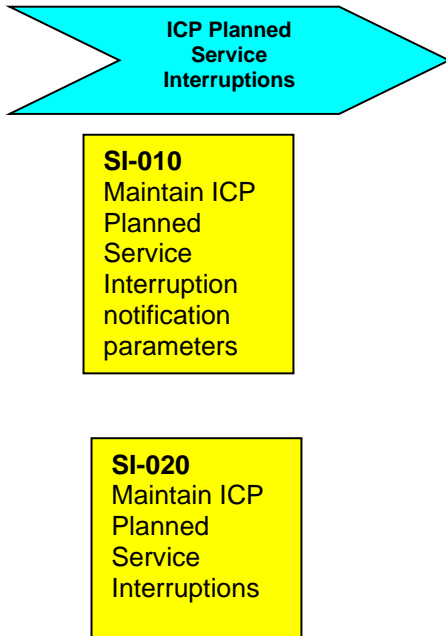 ICP Planned
Service
Interruptions
SI-010
Maintain ICP
Planned
Service
Interruption
notification
parameters
SI-020
Maintain ICP
Planned
Service
Interruptions